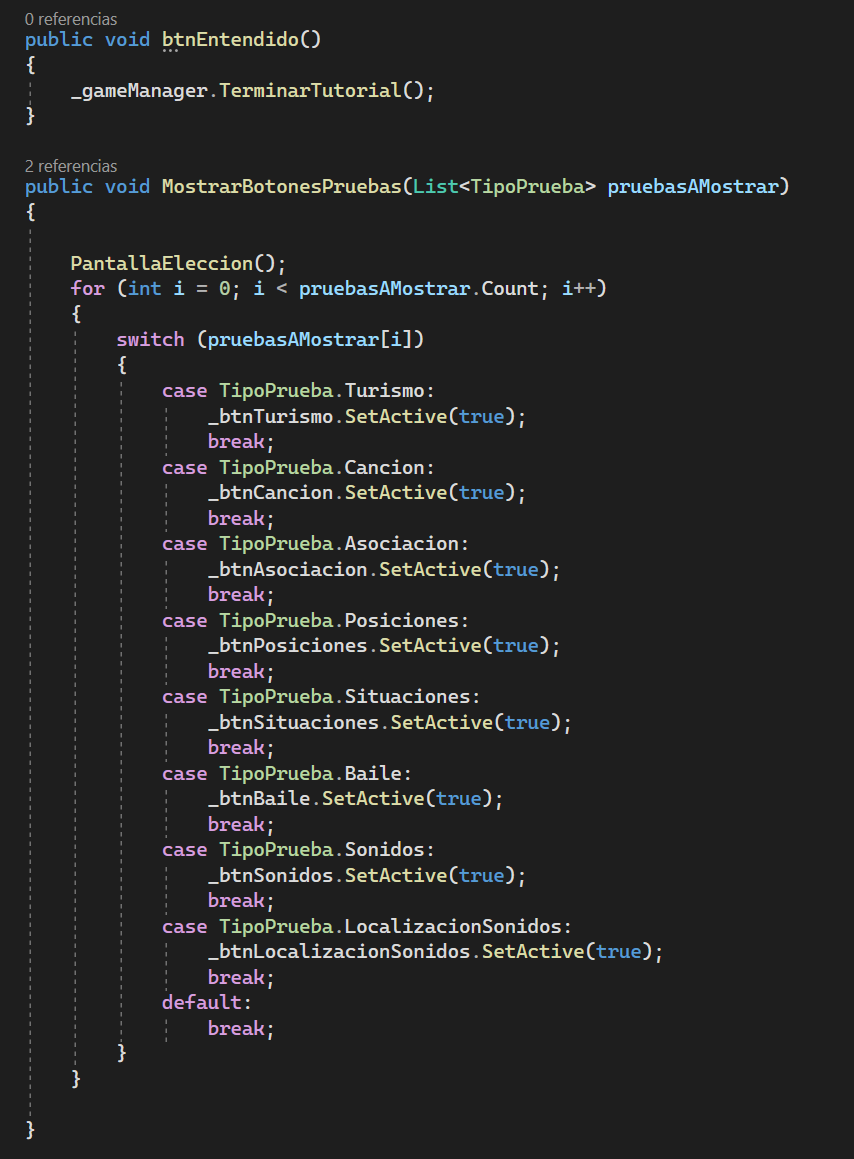 0 referencias
public void btnEntendido()
{
    _gameManager.TerminarTutorial();
}
2 referencias
public void MostrarBotonesPruebas(List<TipoPrueba> pruebasAMostrar)
{
    PantallaEleccion();
    for (int i = 0; i < pruebasAMostrar.Count; i++)
    {
        switch (pruebasAMostrar[i])
        {
            case TipoPrueba.Turismo:
                _btnTurismo.SetActive(true);
                break;
            case TipoPrueba.Cancion:
                _btnCancion.SetActive(true);
                break;
            case TipoPrueba.Asociacion:
                _btnAsociacion.SetActive(true);
                break;
            case TipoPrueba.Posiciones:
                _btnPosiciones.SetActive(true);
                break;
            case TipoPrueba.Situaciones:
                _btnSituaciones.SetActive(true);
                break;
            case TipoPrueba.Baile:
                _btnBaile.SetActive(true);
                break;
            case TipoPrueba.Sonidos:
                _btnSonidos.SetActive(true);
                break;
            case TipoPrueba.LocalizacionSonidos:
                _btnLocalizacionSonidos.SetActive(true);
                break;
            default:
                break;
        }
    }
}